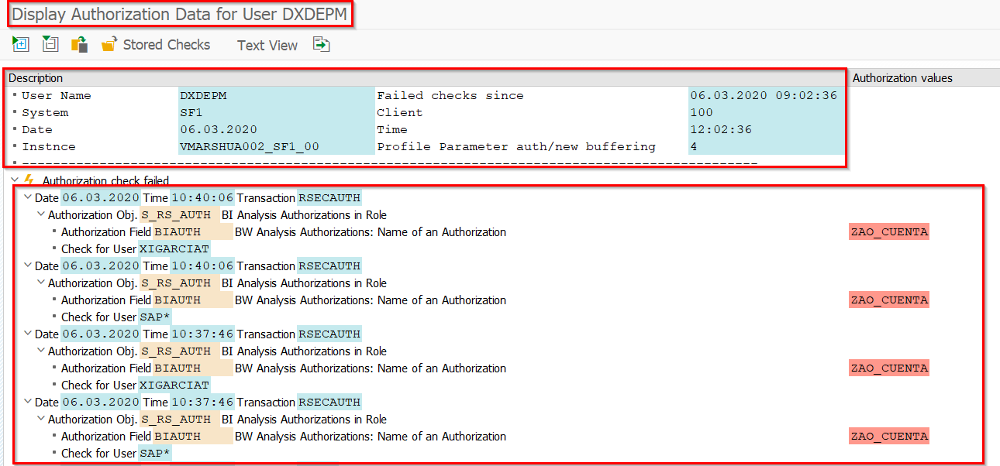 Display Authorization Data for User DXDEPM
Stored Checks Text View
Description Authorization values
User Name DXDEPM Failed checks since 06.03.2020 09:02:36
System SF1 Client 100
Date 06.03.2020 Time 12:02:36
Instnce VMARSHUA002_SF1_00 Profile Parameter auth/new buffering 4
Authorization check failed
Date 06.03.2020 Time 10:40:06 Transaction RSECAUTH
Authorization Obj. S_RS_AUTH BI Analysis Authorizations in Role
Authorization Field BIAUTH BW Analysis Authorizations: Name of an Authorization ZAO_CUENTA
Check for User XIGARCIAT
Date 06.03.2020 Time 10:40:06 Transaction RSECAUTH
Authorization Obj. S_RS_AUTH BI Analysis Authorizations in Role
Authorization Field BIAUTH BW Analysis Authorizations: Name of an Authorization ZAO_CUENTA
Check for User SAP*
Date 06.03.2020 Time 10:37:46 Transaction RSECAUTH
Authorization Obj. S_RS_AUTH BI Analysis Authorizations in Role
Authorization Field BIAUTH BW Analysis Authorizations: Name of an Authorization ZAO_CUENTA
Check for User XIGARCIAT
Date 06.03.2020 Time 10:37:46 Transaction RSECAUTH
Authorization Obj. S_RS_AUTH BI Analysis Authorizations in Role
Authorization Field BIAUTH BW Analysis Authorizations: Name of an Authorization ZAO_CUENTA
Check for User SAP*